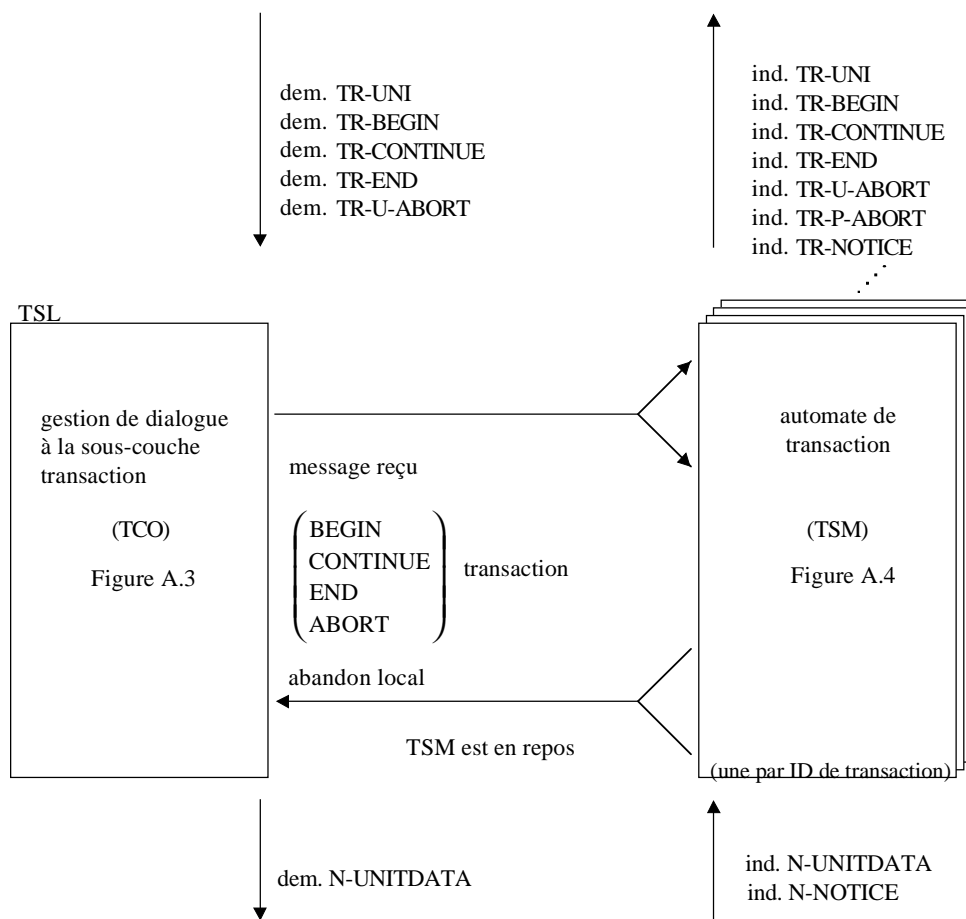 dem. TR-UNI
dem. TR-BEGIN
dem. TR-CONTINUE
dem. TR-END
dem. TR-U-ABORT
ind. TR-UNI
ind. TR-BEGIN
ind. TR-CONTINUE
ind. TR-END
ind. TR-U-ABORT
ind. TR-P-ABORT
ind. TR-NOTICE
TSL
gestion de dialogue
à la sous-couche
transaction
(TCO)
Figure A.3
message reçu
BEGIN
CONTINUE
END
ABORT
transaction
abandon local
TSM est en repos
automate de
transaction
(TSM)
Figure A.4
(une par ID de transaction)
dem. N-UNITDATA
ind. N-UNITDATA
ind. N-NOTICE